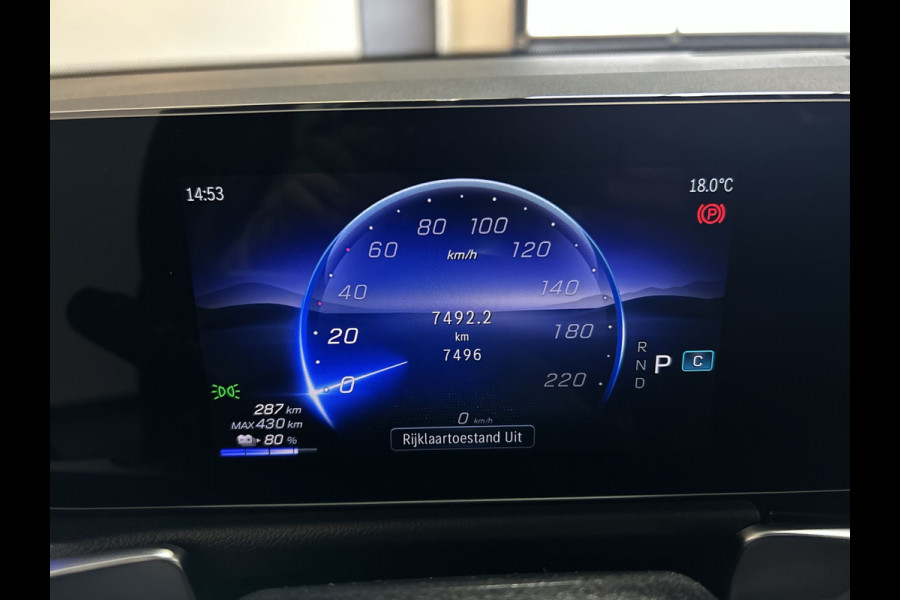 14:53
18.0°C
P
80 100
60 120
km/h
40 140
7492.2
20 180
km
R
7496
N P C
0 220
D
287 km
MAX 430 km
0 km/h
80 %
Rijklaartoestand Uit